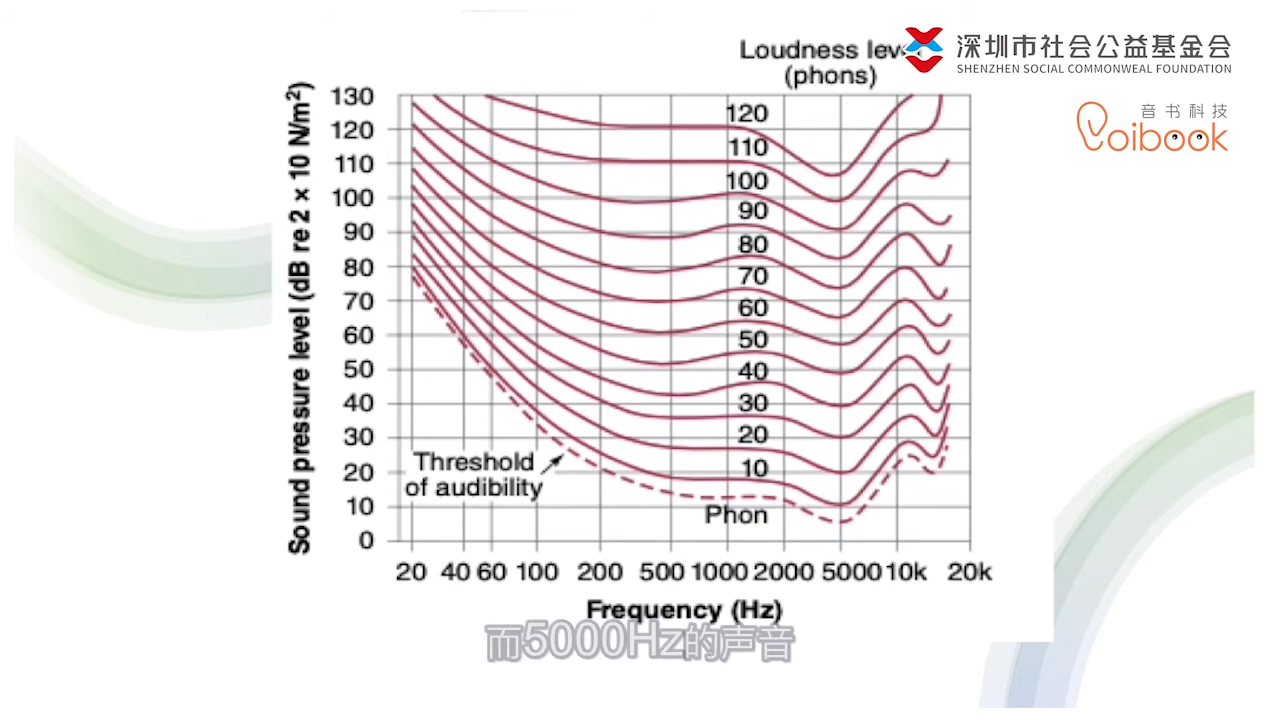 深圳市社会公益基金会
SHENZHEN SOCIAL COMMONWEAL FOUNDATION
音书科技
Voibook
Loudness lev
(phons)
Sound pressure level (dB re 2 × 10 N/m²)
130
120
110
100
90
80
70
60
50
40
30
20
10
0
120
110
100
90
80
70
60
50
40
30
20
10
Phon
Threshold
of audibility
20 40 60 100 200 500 1000 2000 5000 10k 20k
Frequency (Hz)
而5000Hz的声音